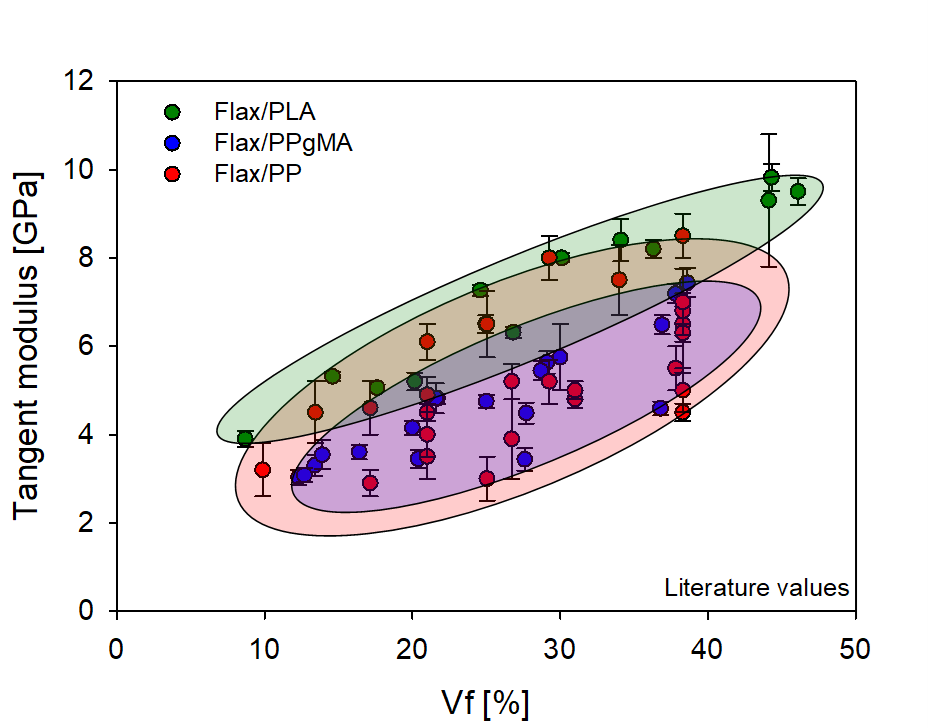 12
10
8
6
4
2
0
Tangent modulus [GPa]
Flax/PLA
Flax/PPgMA
Flax/PP
Literature values
0 10 20 30 40 50
Vf [%]